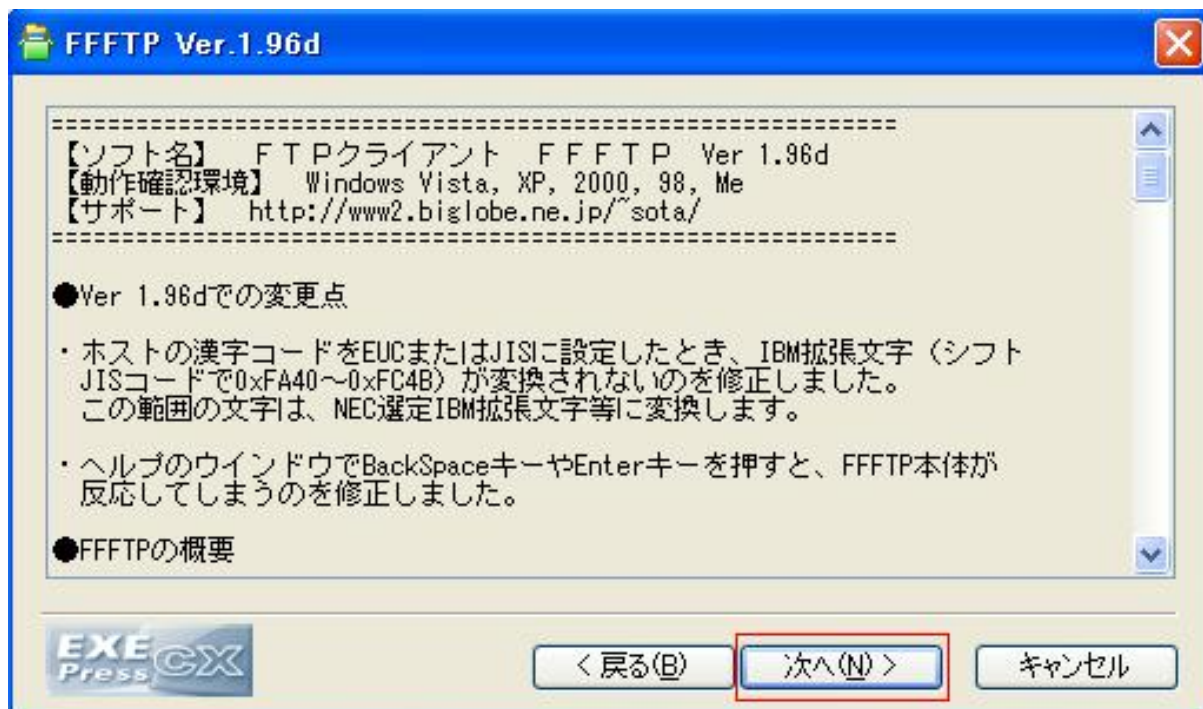 FFFTP Ver.1.96d
============================================================
【ソフト名】　ＦＴＰクライアント　ＦＦＦＴＰ　Ver 1.96d
【動作確認環境】　Windows Vista, XP, 2000, 98, Me
【サポート】　http://www2.biglobe.ne.jp/~sota/
============================================================
●Ver 1.96dでの変更点
・ホストの漢字コードをEUCまたはJISに設定したとき、IBM拡張文字（シフト
JISコードで0xFA40～0xFC4B）が変換されないのを修正しました。
この範囲の文字は、NEC選定IBM拡張文字等に変換します。
・ヘルプのウインドウでBackSpaceキーやEnterキーを押すと、FFFTP本体が
反応してしまうのを修正しました。
●FFFTPの概要
EXE
Press CX
< 戻る(B)
次へ(N) >
キャンセル